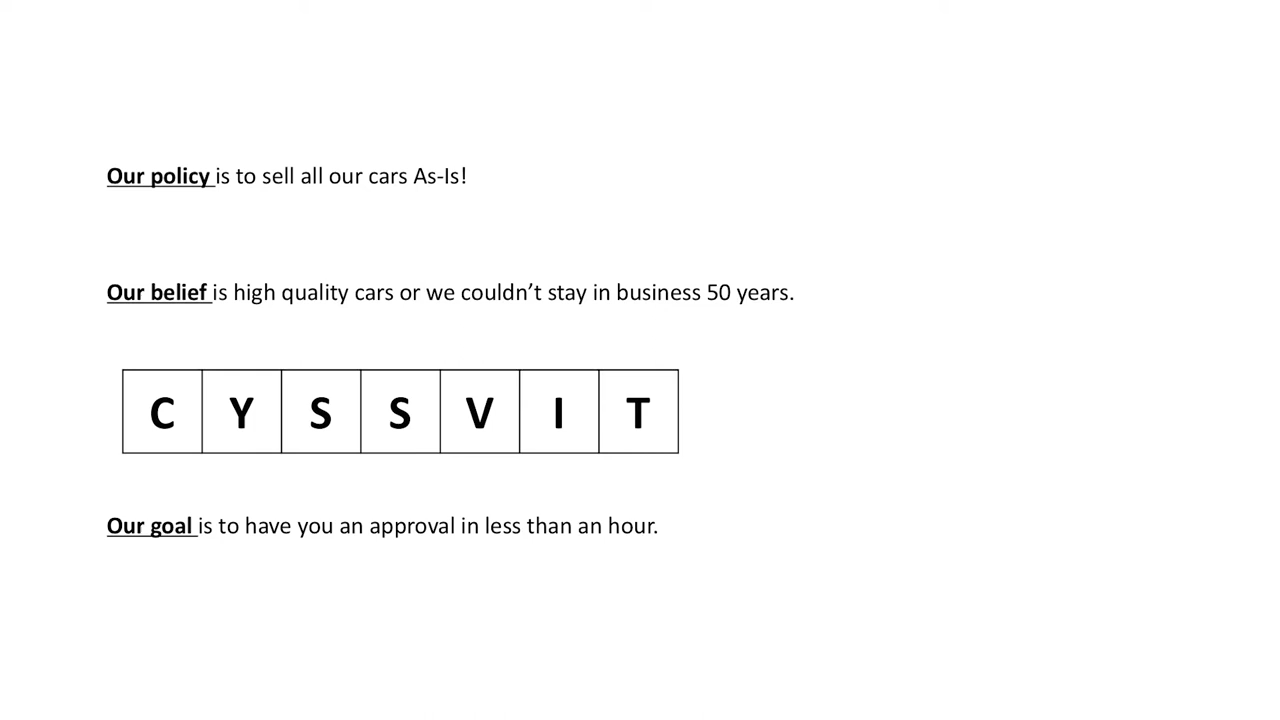 Our policy is to sell all our cars As-Is!
Our belief is high quality cars or we couldn’t stay in business 50 years.
C Y S S V I T
Our goal is to have you an approval in less than an hour.